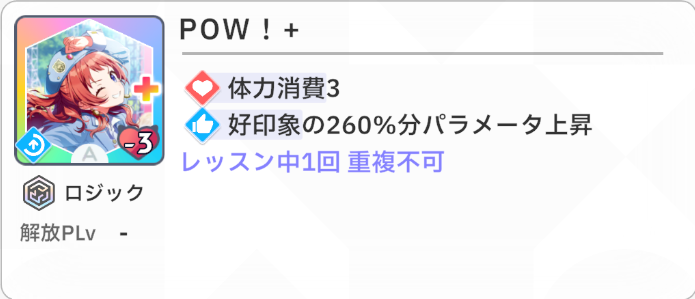 POW！+
体力消費3
好印象の260%分パラメータ上昇
レッスン中1回 重複不可
A
-3
ロジック
解放PLv -